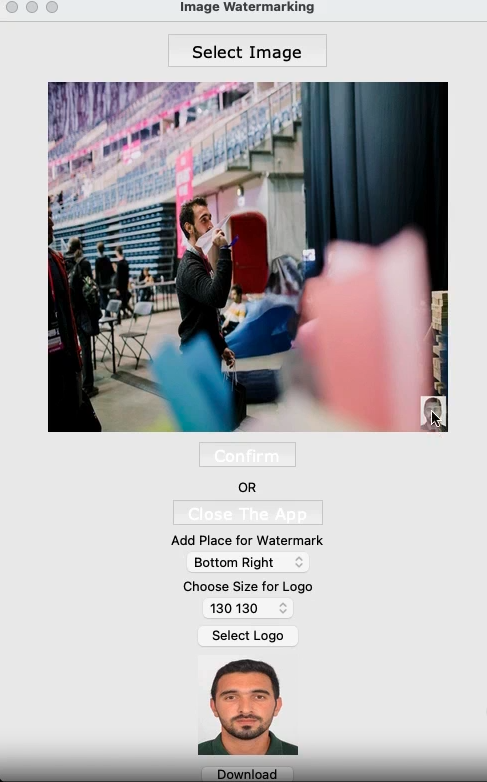 Image Watermarking
Select Image
Confirm
OR
Close The App
Add Place for Watermark
Bottom Right
Choose Size for Logo
130 130
Select Logo
Download